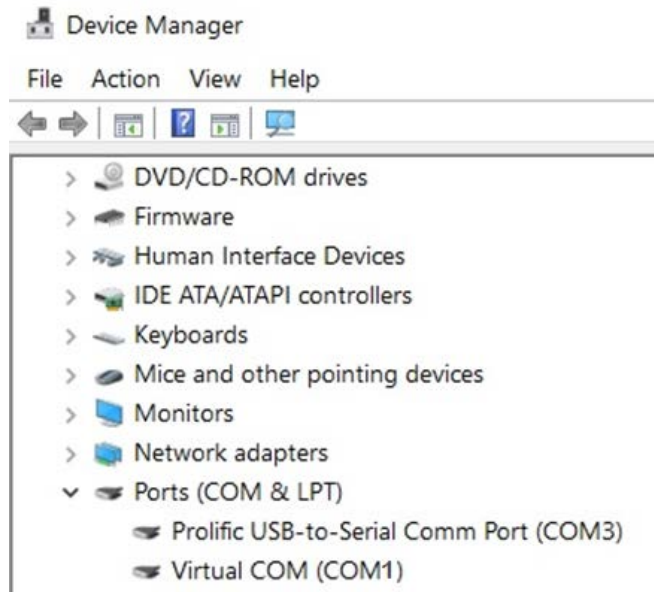 Device Manager
File Action View Help
DVD/CD-ROM drives
Firmware
Human Interface Devices
IDE ATA/ATAPI controllers
Keyboards
Mice and other pointing devices
Monitors
Network adapters
Ports (COM & LPT)
Prolific USB-to-Serial Comm Port (COM3)
Virtual COM (COM1)